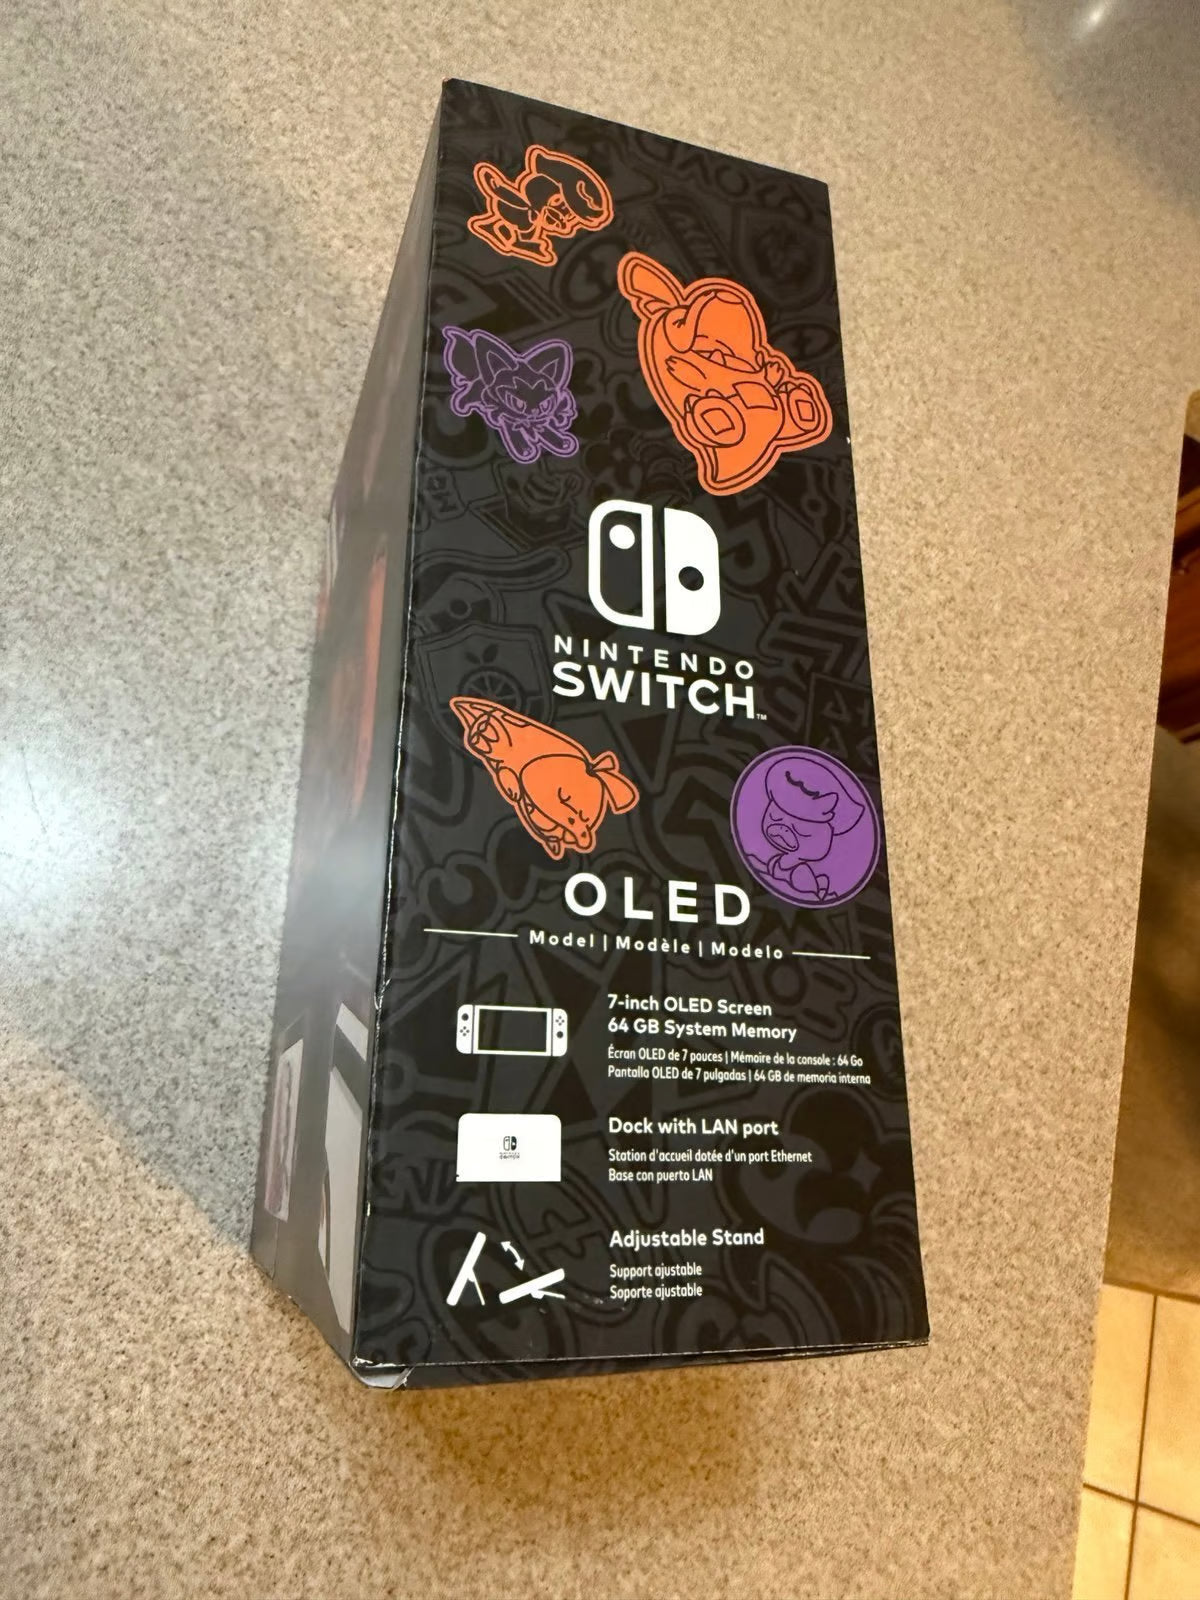 NINTENDO
SWITCH™
OLED
Model | Modèle | Modelo
7-inch OLED Screen
64 GB System Memory
Écran OLED de 7 pouces | Mémoire de la console : 64 Go
Pantalla OLED de 7 pulgadas | 64 GB de memoria interna
NINTENDO
SWITCH
Dock with LAN port
Station d'accueil dotée d'un port Ethernet
Base con puerto LAN
Adjustable Stand
Support ajustable
Soporte ajustable